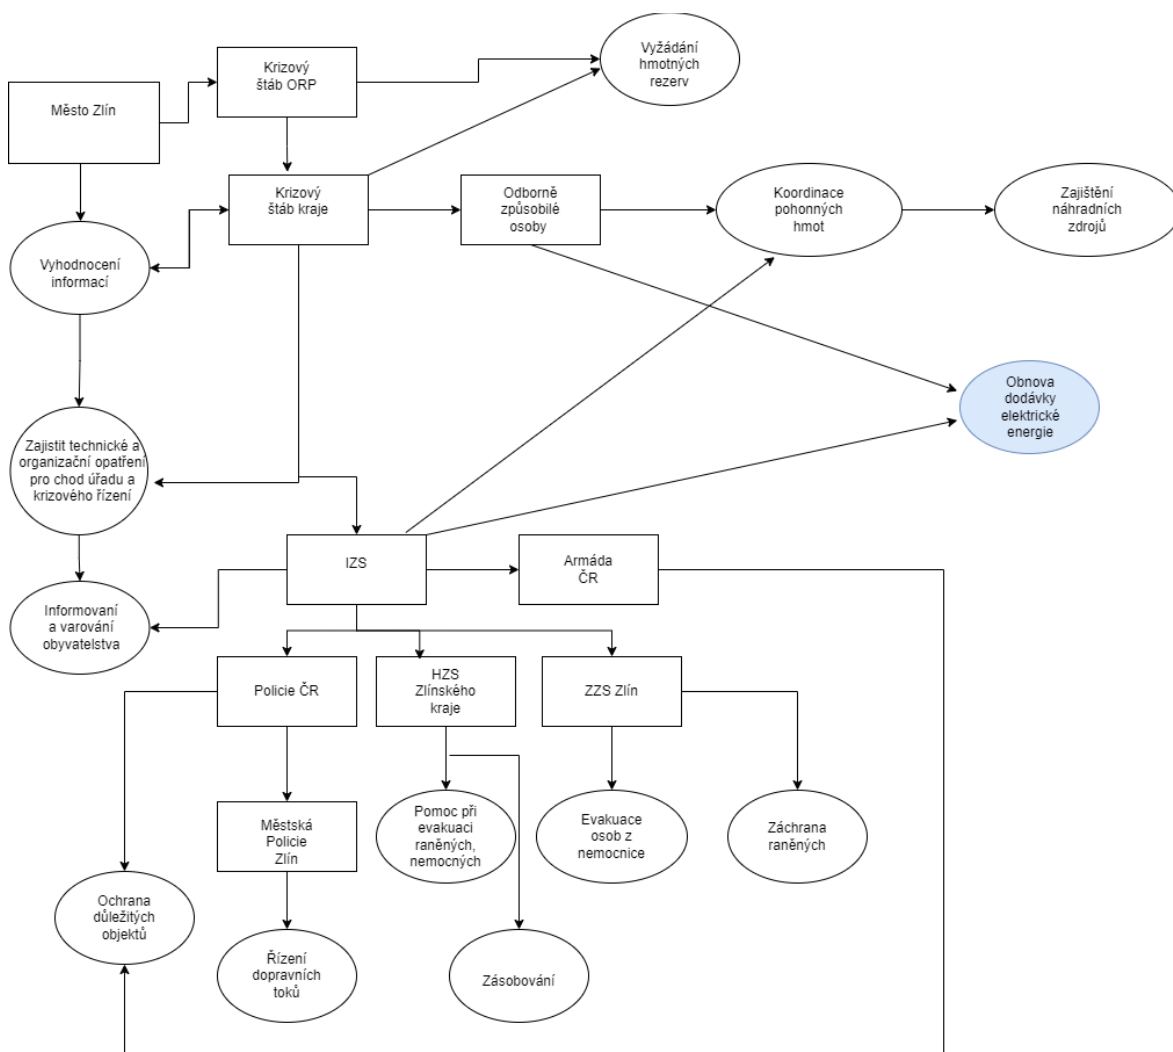 Krizový
štáb ORP
Vyžádání
hmotných
rezerv
Město Zlín
Krizový
štáb kraje
Odborně
způsobilé
osoby
Koordinace
pohonných
hmot
Zajištění
náhradních
zdrojů
Vyhodnocení
informací
Obnova
dodávky
elektrické
energie
Zajistit technické a
organizační opatření
pro chod úřadu a
krizového řízení
IZS
Armáda
ČR
Informovaní
a varování
obyvatelstva
Policie ČR
HZS
Zlínského
kraje
ZZS Zlín
Městská
Policie
Zlín
Pomoc při
evakuaci
raněných,
nemocných
Evakuace
osob z
nemocnice
Záchrana
raněných
Ochrana
důležitých
objektů
Řízení
dopravních
toků
Zásobování